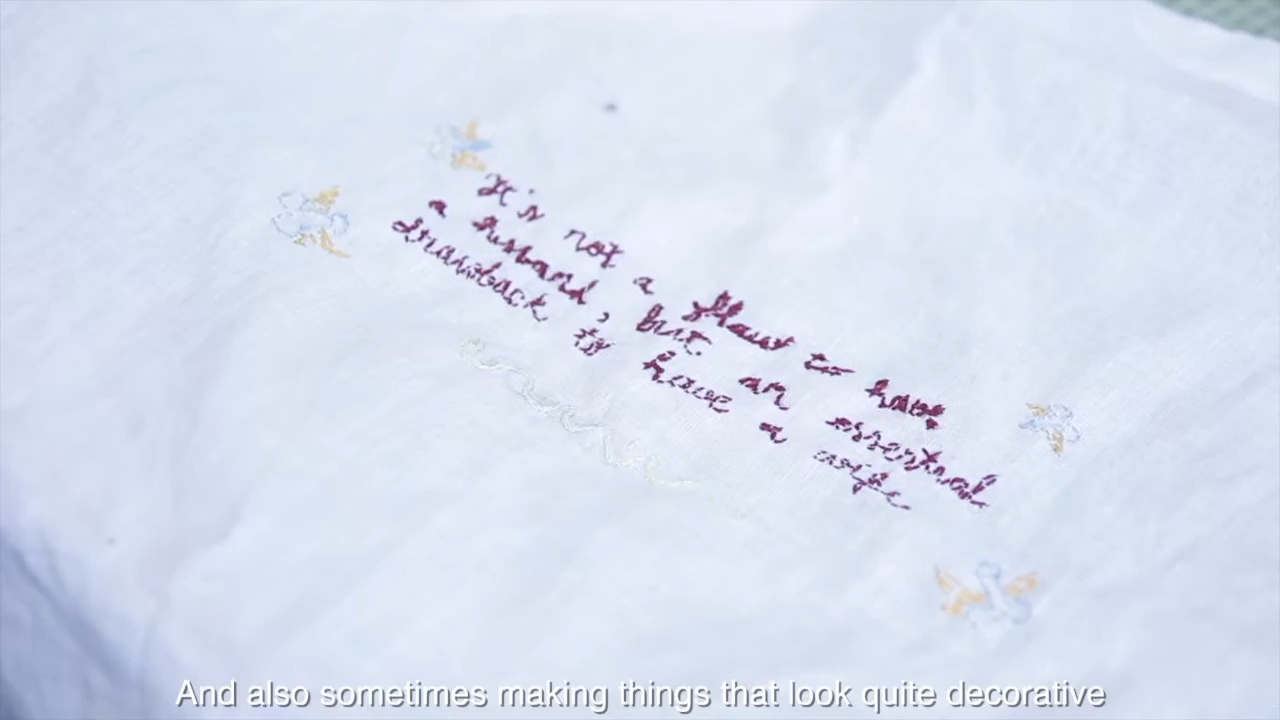 It's not a flaw to have
a husband, but an essential
drawback to have a wife
And also sometimes making things that look quite decorative